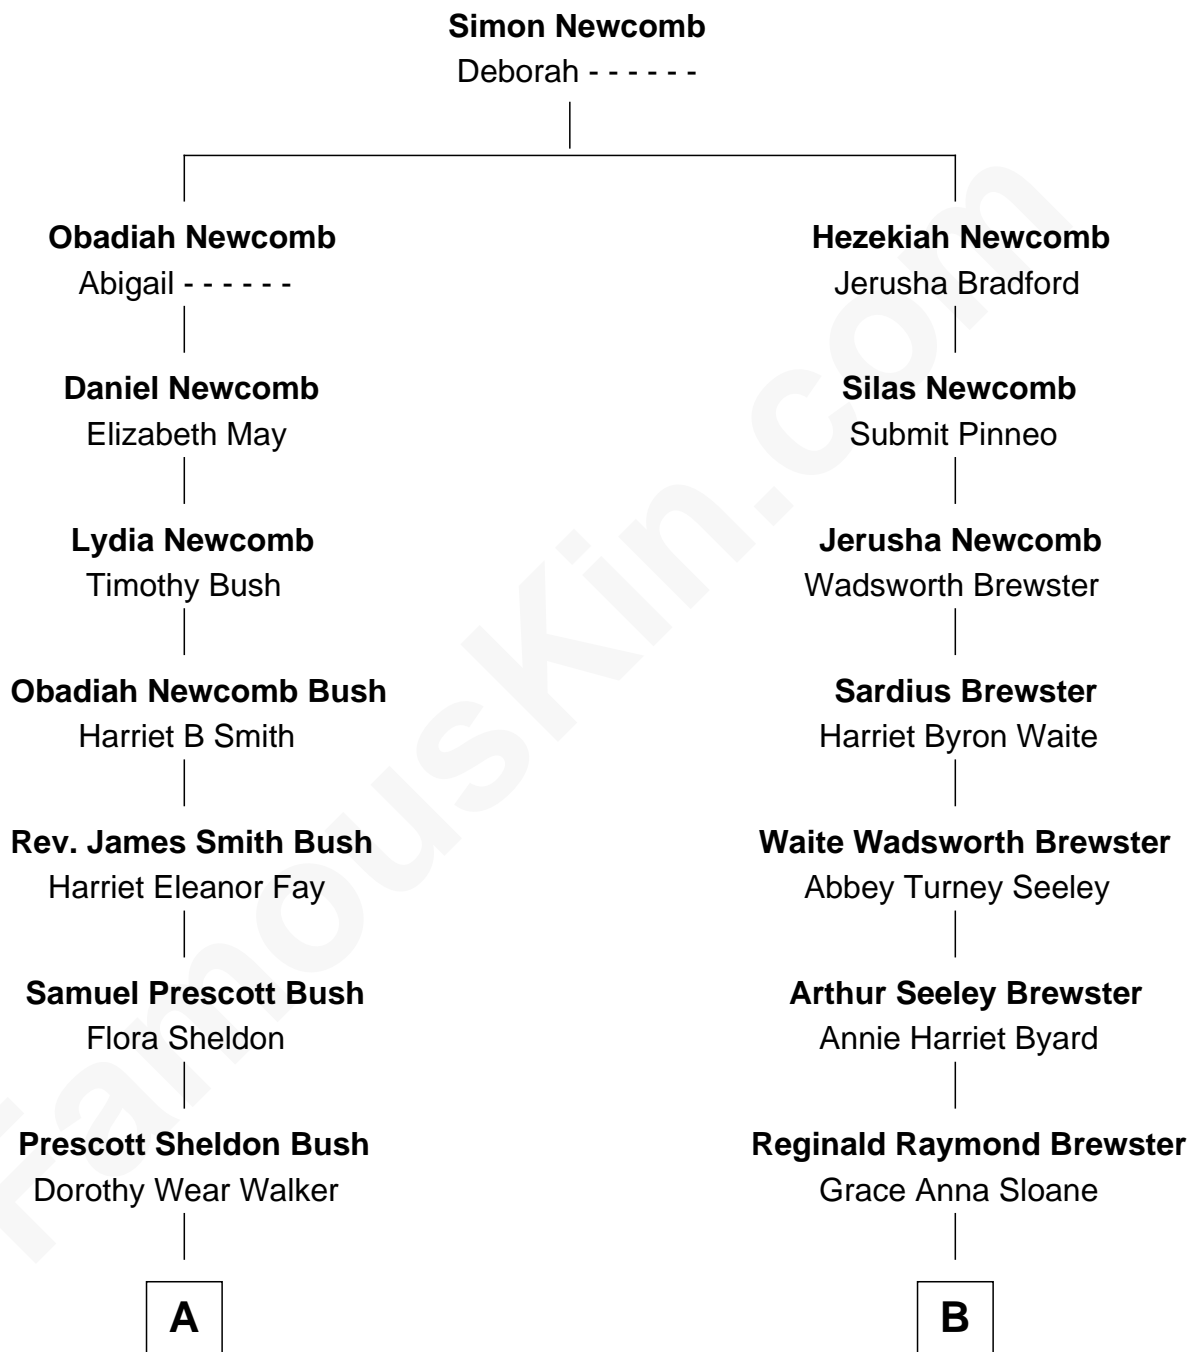 Simon Newcomb
Deborah - - - - - -
Obadiah Newcomb
Abigail - - - - - -
Hezekiah Newcomb
Jerusha Bradford
Daniel Newcomb
Elizabeth May
Silas Newcomb
Submit Pinneo
Lydia Newcomb
Timothy Bush
Jerusha Newcomb
Wadsworth Brewster
Obadiah Newcomb Bush
Harriet B Smith
Sardius Brewster
Harriet Byron Waite
Rev. James Smith Bush
Harriet Eleanor Fay
Waite Wadsworth Brewster
Abbey Turney Seeley
Samuel Prescott Bush
Flora Sheldon
Arthur Seeley Brewster
Annie Harriet Byard
Prescott Sheldon Bush
Dorothy Wear Walker
Reginald Raymond Brewster
Grace Anna Sloane
A
B
FamousKin.com